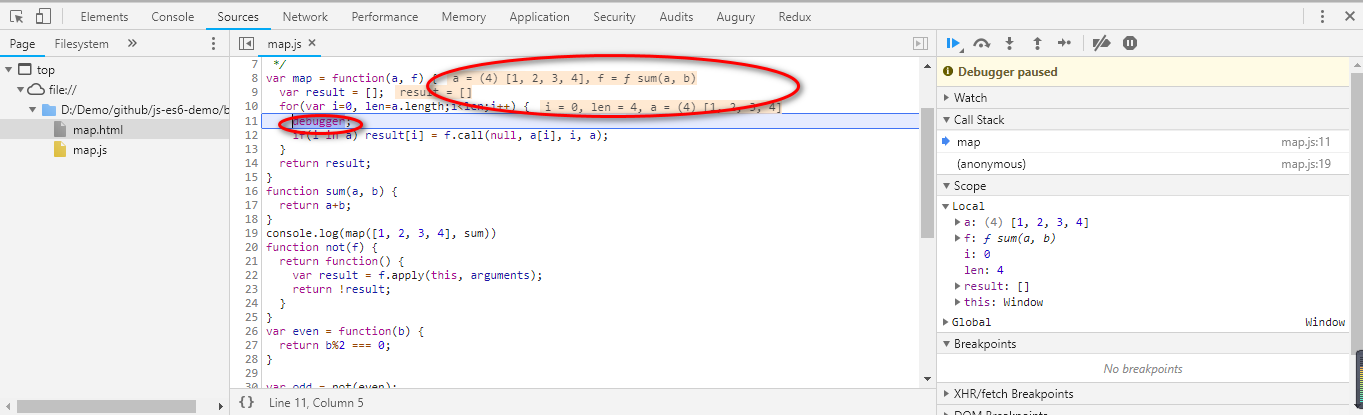 Elements Console Sources Network Performance Memory Application Security Audits Augury Redux
Page Filesystem »
map.js ×
top
file://
D:/Demo/github/js-es6-demo/b
map.html
map.js
7 */
8 var map = function(a, f) { a = (4) [1, 2, 3, 4], f = ƒ sum(a, b)
9 var result = []; result = []
10 for(var i=0, len=a.length;i<len;i++) { i = 0, len = 4, a = (4) [1, 2, 3, 4]
11 debugger;
12 if(i in a) result[i] = f.call(null, a[i], i, a);
13 }
14 return result;
15 }
16 function sum(a, b) {
17 return a+b;
18 }
19 console.log(map([1, 2, 3, 4], sum))
20 function not(f) {
21 return function() {
22 var result = f.apply(this, arguments);
23 return !result;
24 }
25 }
26 var even = function(b) {
27 return b%2 === 0;
28 }
29
30 var odd = not(even);
{} Line 11, Column 5
Debugger paused
Watch
Call Stack
map map.js:11
(anonymous) map.js:19
Scope
Local
a: (4) [1, 2, 3, 4]
f: ƒ sum(a, b)
i: 0
len: 4
result: []
this: Window
Global Window
Breakpoints
No breakpoints
XHR/fetch Breakpoints
DOM Breakpoints